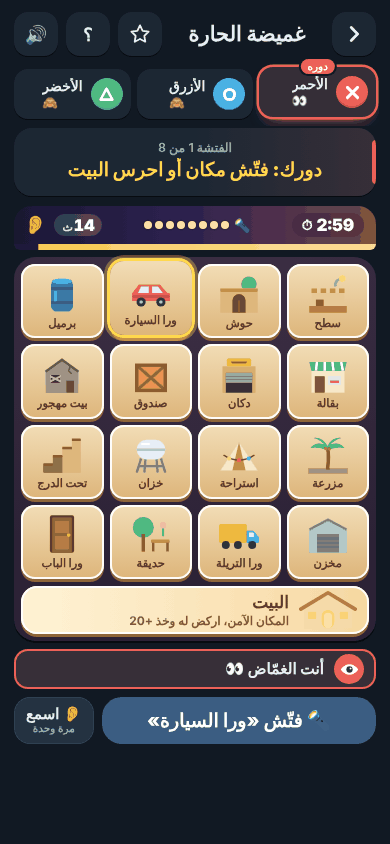 غميضة الحارة
؟
دوره
الأحمر
الأزرق
الأخضر
الفتشة 1 من 8
دورك: فتّش مكان أو احرس البيت
2:59
14 ث
سطح
حوش
ورا السيارة
برميل
بقالة
دكان
صندوق
بيت مهجور
مزرعة
استراحة
خزان
تحت الدرج
مخزن
ورا التريلة
حديقة
ورا الباب
البيت
المكان الآمن، اركض له وخذ +20
أنت الغمّاض
فتّش «ورا السيارة»
اسمع
مرة وحدة